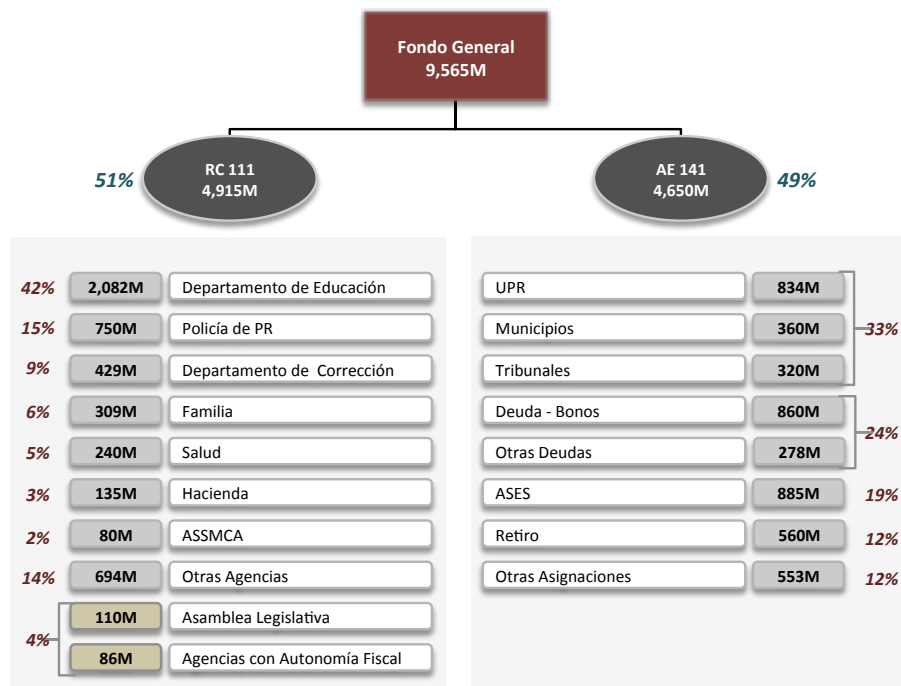 Fondo General
9,565M
51%
RC 111
4,915M
AE 141
4,650M
49%
42% 2,082M Departamento de Educación
15% 750M Policía de PR
9% 429M Departamento de Corrección
6% 309M Familia
5% 240M Salud
3% 135M Hacienda
2% 80M ASSMCA
14% 694M Otras Agencias
110M Asamblea Legislativa
4%
86M Agencias con Autonomía Fiscal
UPR 834M
Municipios 360M
33%
Tribunales 320M
Deuda - Bonos 860M
24%
Otras Deudas 278M
ASES 885M 19%
Retiro 560M 12%
Otras Asignaciones 553M 12%